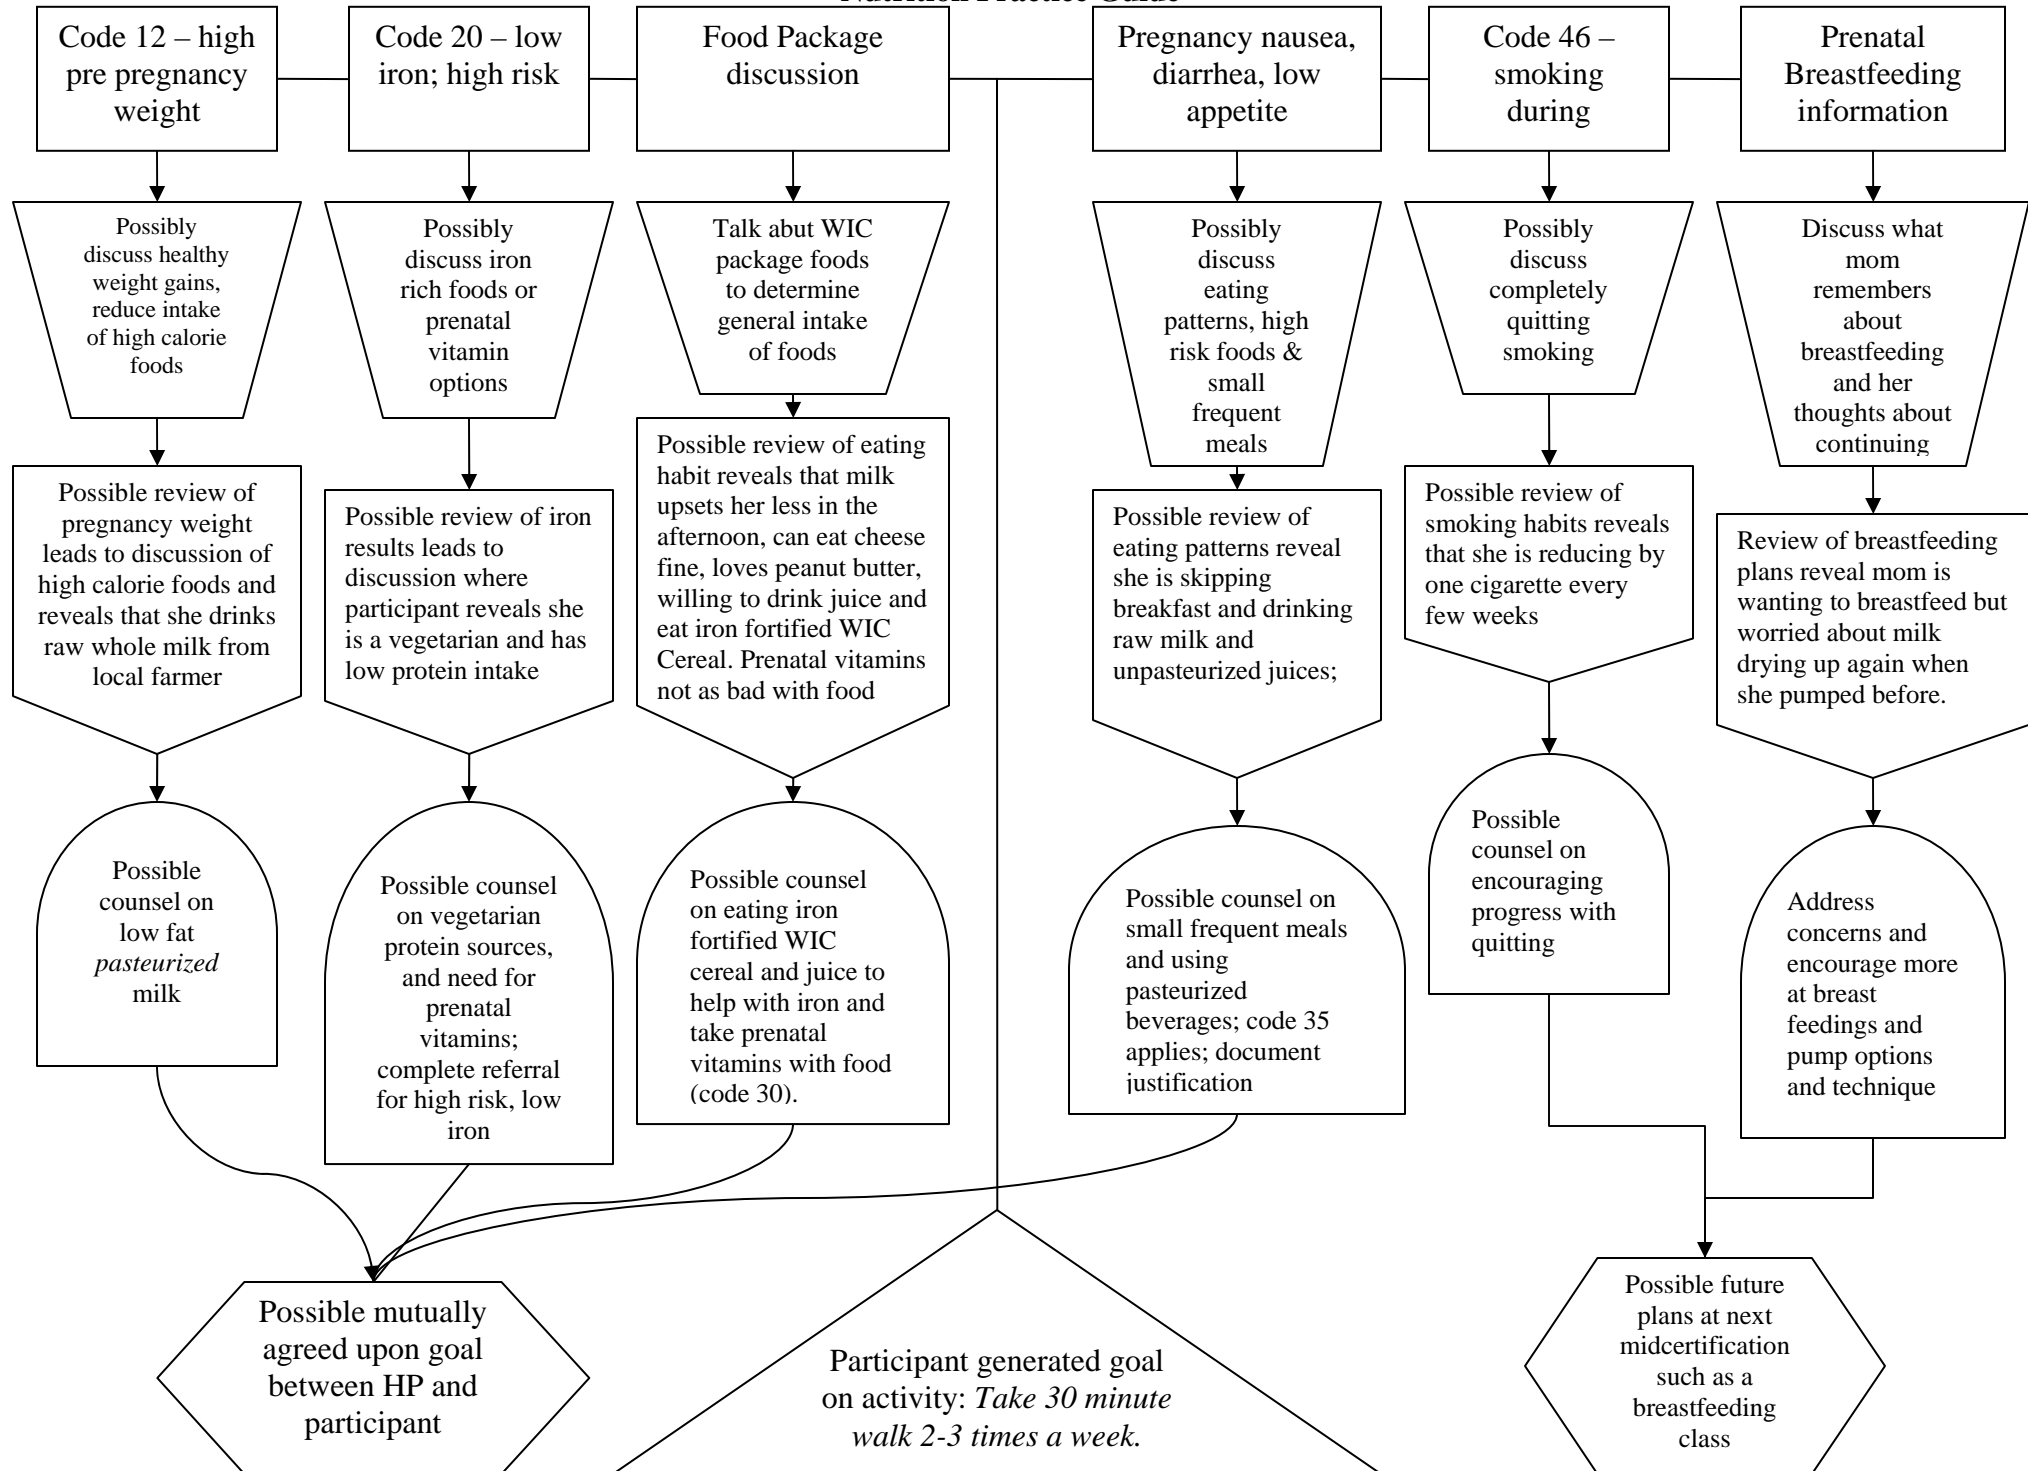 Nutrition Practice Guide
Code 12 – high
pre pregnancy
weight
Code 20 – low
iron; high risk
Food Package
discussion
Pregnancy nausea,
diarrhea, low
appetite
Code 46 –
smoking
during
Prenatal
Breastfeeding
information
Possibly
discuss healthy
weight gains,
reduce intake
of high calorie
foods
Possibly
discuss iron
rich foods or
prenatal
vitamin
options
Talk abut WIC
package foods
to determine
general intake
of foods
Possibly
discuss
eating
patterns, high
risk foods &
small
frequent
meals
Possibly
discuss
completely
quitting
smoking
Discuss what
mom
remembers
about
breastfeeding
and her
thoughts about
continuing
Possible review of
pregnancy weight
leads to discussion of
high calorie foods and
reveals that she drinks
raw whole milk from
local farmer
Possible review of iron
results leads to
discussion where
participant reveals she
is a vegetarian and has
low protein intake
Possible review of eating
habit reveals that milk
upsets her less in the
afternoon, can eat cheese
fine, loves peanut butter,
willing to drink juice and
eat iron fortified WIC
Cereal. Prenatal vitamins
not as bad with food
Possible review of
eating patterns reveal
she is skipping
breakfast and drinking
raw milk and
unpasteurized juices;
Possible review of
smoking habits reveals
that she is reducing by
one cigarette every
few weeks
Review of breastfeeding
plans reveal mom is
wanting to breastfeed but
worried about milk
drying up again when
she pumped before.
Possible
counsel on
low fat
pasteurized
milk
Possible counsel
on vegetarian
protein sources,
and need for
prenatal
vitamins;
complete referral
for high risk, low
iron
Possible counsel
on eating iron
fortified WIC
cereal and juice to
help with iron and
take prenatal
vitamins with food
(code 30).
Possible counsel on
small frequent meals
and using
pasteurized
beverages; code 35
applies; document
justification
Possible
counsel on
encouraging
progress with
quitting
Address
concerns and
encourage more
at breast
feedings and
pump options
and technique
Possible mutually
agreed upon goal
between HP and
participant
Participant generated goal
on activity: Take 30 minute
walk 2-3 times a week.
Possible future
plans at next
midcertification
such as a
breastfeeding
class